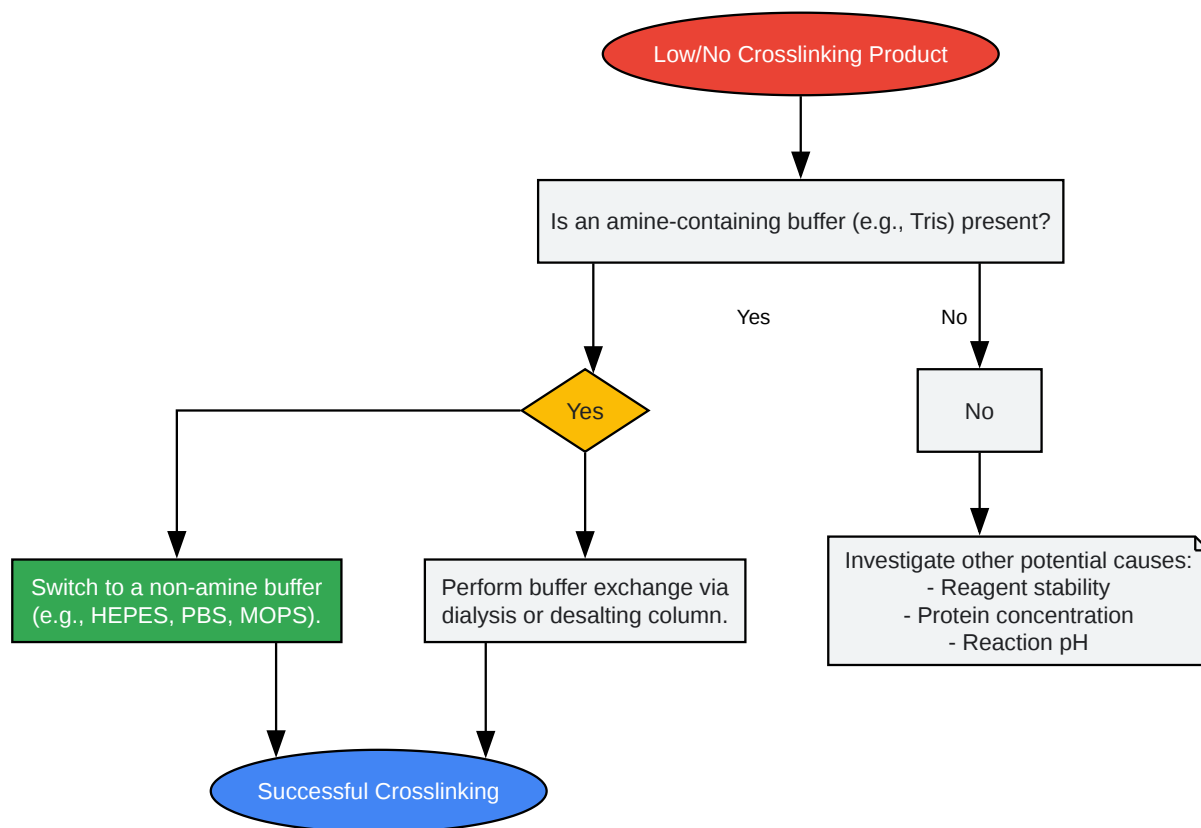 Low/No Crosslinking Product
Is an amine-containing buffer (e.g., Tris) present?
Yes
No
Yes
No
Switch to a non-amine buffer
(e.g., HEPES, PBS, MOPS).
Perform buffer exchange via
dialysis or desalting column.
Investigate other potential causes:
- Reagent stability
- Protein concentration
- Reaction pH
Successful Crosslinking